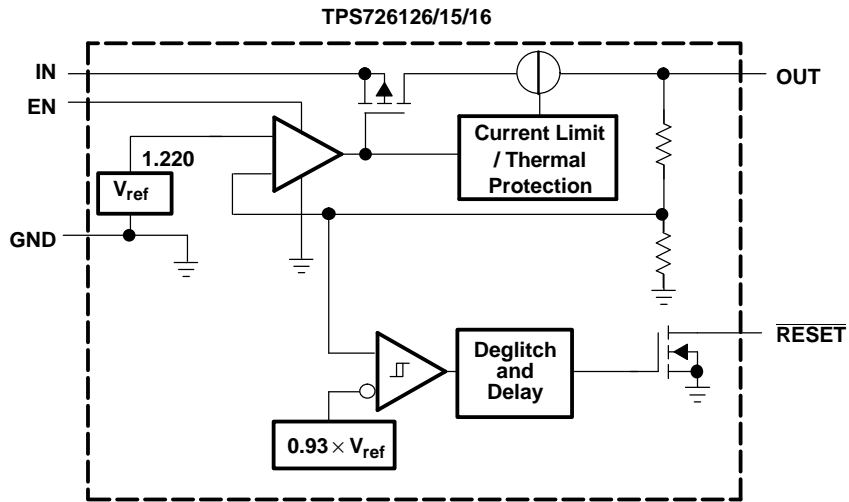 TPS726126/15/16
IN
OUT
EN
Current Limit
/ Thermal
Protection
1.220
Vref
GND
RESET
Deglitch
and
Delay
0.93 × Vref